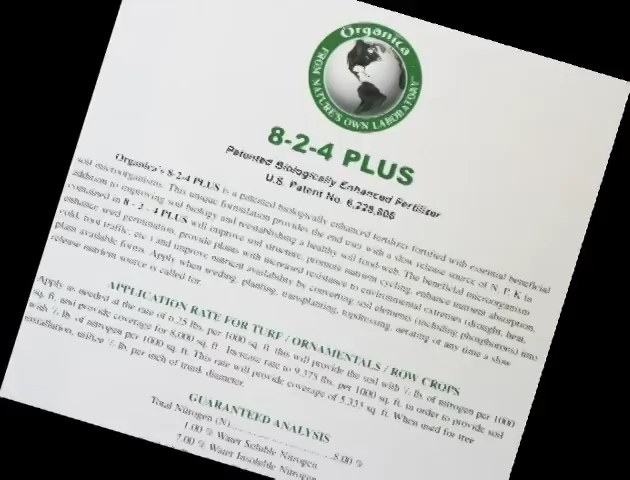 Organica
FROM NATURE'S OWN LABORATORY
8-2-4 PLUS
Patented Biologically Enhanced Fertilizer
U.S. Patent No. 6,228,806
Organica's 8-2-4 PLUS is a patented biologically enhanced fertilizer fortified with essential beneficial
soil microorganisms. This unique formulation provides the end user with a slow release source of N, P, K in
addition to improving soil biology and reestablishing a healthy soil food-web. The beneficial microorganism
contained in 8 - 2 - 4 PLUS will improve soil structure, promote nutrient cycling, enhance nutrient absorption,
enhance seed germination, provide plants with increased resistance to environmental extremes (drought, heat,
cold, foot traffic, etc.) and improve nutrient availability by converting soil elements (including phosphorous) into
plant available forms. Apply when seeding, planting, transplanting, topdressing, aerating or any time a slow
release nutrient source is called for.
APPLICATION RATE FOR TURF / ORNAMENTALS / ROW CROPS
Apply as needed at the rate of 6.25 lbs. per 1000 sq. ft. this will provide the soil with ½ lb. of nitrogen per 1000
sq. ft. and provide coverage for 8,000 sq. ft. Increase rate to 9.375 lbs. per 1000 sq. ft. in order to provide soil
with ¾ lb. of nitrogen per 1000 sq. ft. This rate will provide coverage of 5,333 sq. ft. When used for tree
installation, utilize ½ lb. per inch of trunk diameter.
GUARANTEED ANALYSIS
Total Nitrogen (N) 8.00 %
1.00 % Water Soluble Nitrogen
7.00 % Water Insoluble Nitrogen